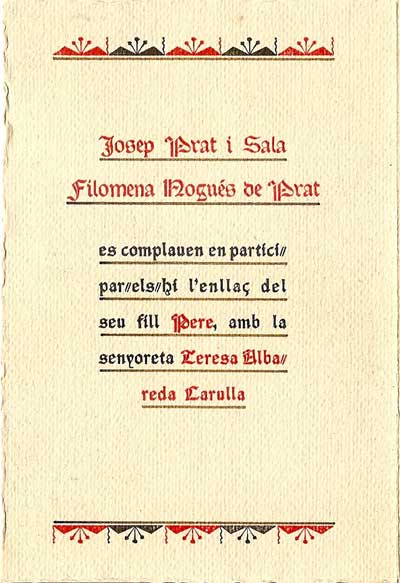 Josep Prat i Sala
Filomena Nogués de Prat
es complauen en partici//
par//els//hi l'enllaç del
seu fill Pere, amb la
senyoreta Teresa Alba//
reda Carulla